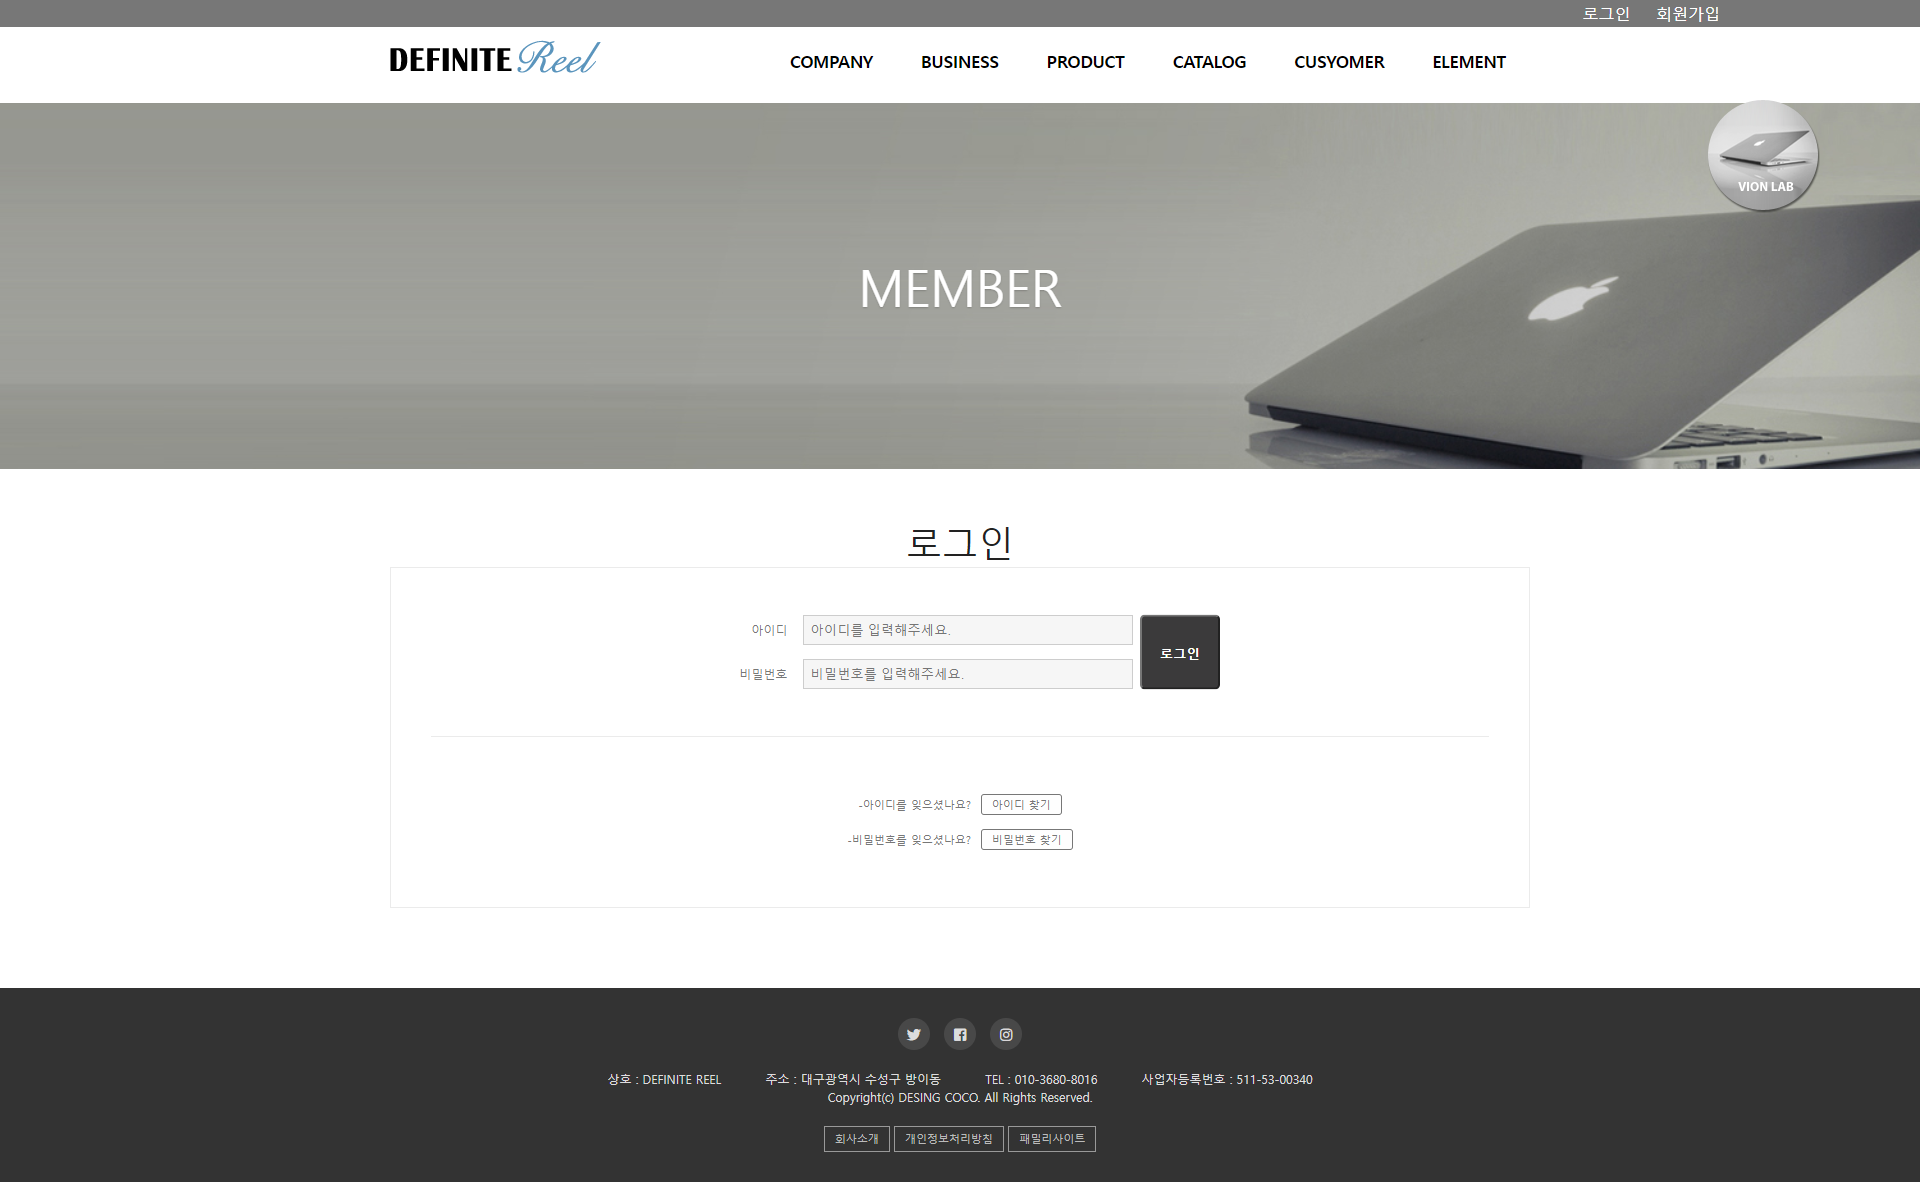 로그인 회원가입
DEFINITE Reel
COMPANY BUSINESS PRODUCT CATALOG CUSYOMER ELEMENT
VION LAB
MEMBER
로그인
아이디 아이디를 입력해주세요.
비밀번호 비밀번호를 입력해주세요.
로그인
-아이디를 잊으셨나요? 아이디 찾기
-비밀번호를 잊으셨나요? 비밀번호 찾기
상호 : DEFINITE REEL 주소 : 대구광역시 수성구 방이동 TEL : 010-3680-8016 사업자등록번호 : 511-53-00340
Copyright(c) DESING COCO. All Rights Reserved.
회사소개 개인정보처리방침 패밀리사이트